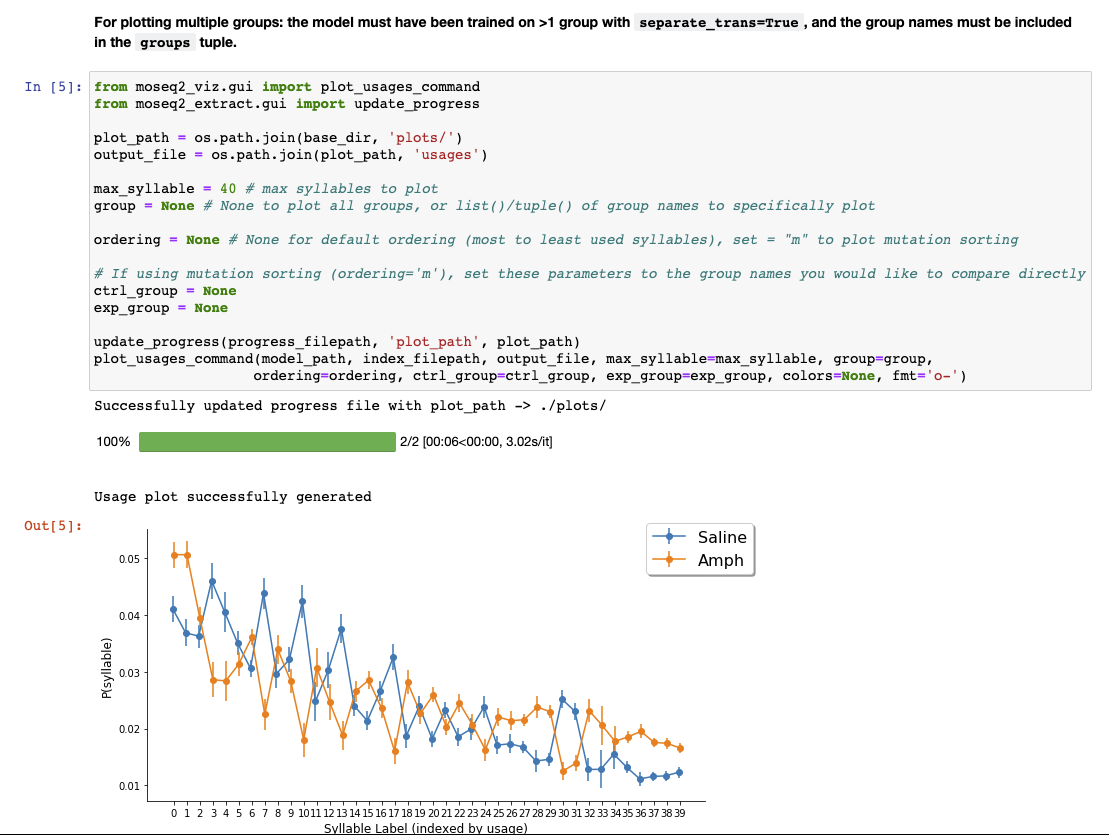 For plotting multiple groups: the model must have been trained on >1 group with separate_trans=True , and the group names must be included
in the groups tuple.
In [5]:
from moseq2_viz.gui import plot_usages_command
from moseq2_extract.gui import update_progress
plot_path = os.path.join(base_dir, 'plots/')
output_file = os.path.join(plot_path, 'usages')
max_syllable = 40 # max syllables to plot
group = None # None to plot all groups, or list()/tuple() of group names to specifically plot
ordering = None # None for default ordering (most to least used syllables), set = "m" to plot mutation sorting
# If using mutation sorting (ordering='m'), set these parameters to the group names you would like to compare directly
ctrl_group = None
exp_group = None
update_progress(progress_filepath, 'plot_path', plot_path)
plot_usages_command(model_path, index_filepath, output_file, max_syllable=max_syllable, group=group,
ordering=ordering, ctrl_group=ctrl_group, exp_group=exp_group, colors=None, fmt='o-')
Successfully updated progress file with plot_path -> ./plots/
100% 2/2 [00:06<00:00, 3.02s/it]
Usage plot successfully generated
Out[5]:
Saline
Amph
0.05
0.04
0.03
0.02
0.01
P(syllable)
0 1 2 3 4 5 6 7 8 9 10 11 12 13 14 15 16 17 18 19 20 21 22 23 24 25 26 27 28 29 30 31 32 33 34 35 36 37 38 39
Syllable Label (indexed by usage)